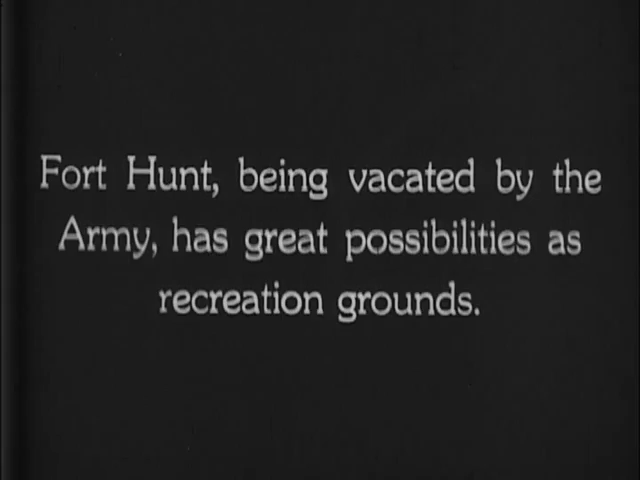 Fort Hunt, being vacated by the
Army, has great possibilities as
recreation grounds.